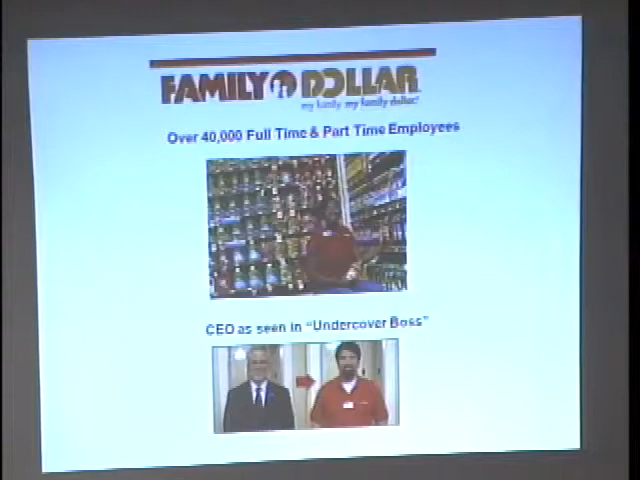 FAMILY DOLLAR
my family, my family dollar.
Over 40,000 Full Time & Part Time Employees
CEO as seen in "Undercover Boss"